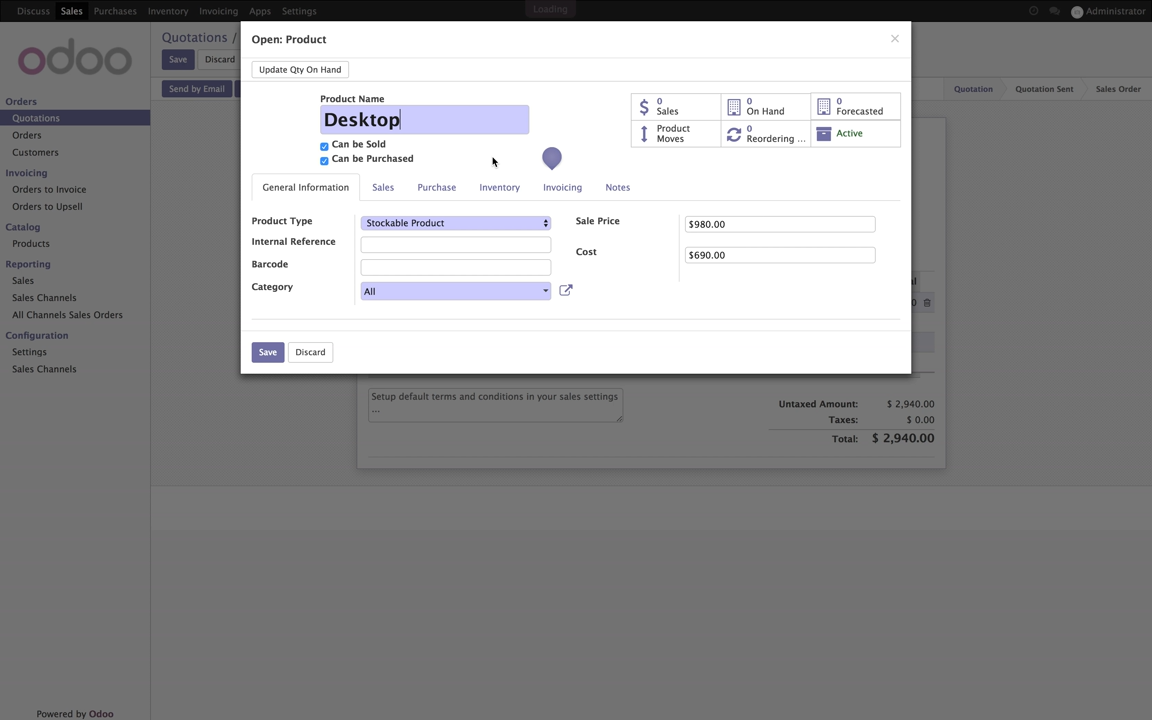 Discuss Sales Purchases Inventory Invoicing Apps Settings Loading Administrator
odoo
Orders
Quotations
Orders
Customers
Invoicing
Orders to Invoice
Orders to Upsell
Catalog
Products
Reporting
Sales
Sales Channels
All Channels Sales Orders
Configuration
Settings
Sales Channels
Powered by Odoo
Quotations /
Save Discard
Send by Email
Quotation Quotation Sent Sales Order
Open: Product ×
Update Qty On Hand
Product Name
Desktop
Can be Sold
Can be Purchased
0 Sales
0 On Hand
0 Forecasted
Product Moves
0 Reordering ...
Active
General Information Sales Purchase Inventory Invoicing Notes
Product Type Stockable Product
Internal Reference
Barcode
Category All
Sale Price $980.00
Cost $690.00
Save Discard
Setup default terms and conditions in your sales settings
...
Untaxed Amount: $ 2,940.00
Taxes: $ 0.00
Total: $ 2,940.00